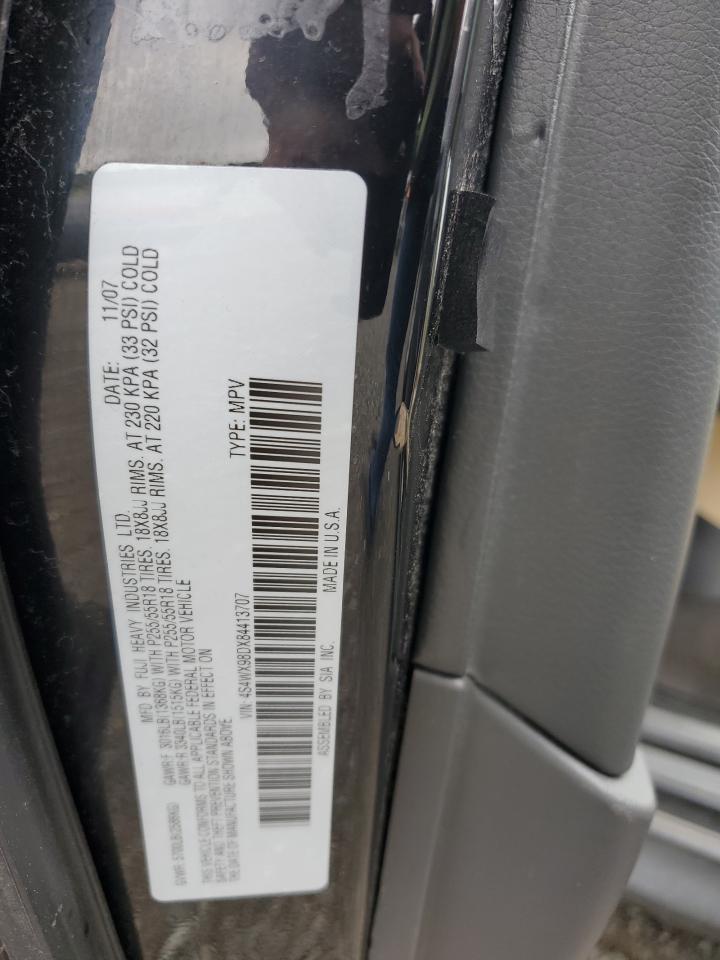 MFD BY FUJI HEAVY INDUSTRIES LTD. DATE: 11/07
GVWR: 5700LB(2585KG) GAWR:F 3016LB(1368KG) WITH P255/55R18 TIRES. 18X8JJ RIMS. AT 230 KPA (33 PSI) COLD
GAWR:R 3340LB(1515KG) WITH P255/55R18 TIRES. 18X8JJ RIMS. AT 220 KPA (32 PSI) COLD
THIS VEHICLE CONFORMS TO ALL APPLICABLE FEDERAL MOTOR VEHICLE
SAFETY AND THEFT PREVENTION STANDARDS IN EFFECT ON
THE DATE OF MANUFACTURE SHOWN ABOVE.
VIN: 4S4WX98DX84413707 TYPE: MPV
ASSEMBLED BY SIA INC. MADE IN U.S.A.